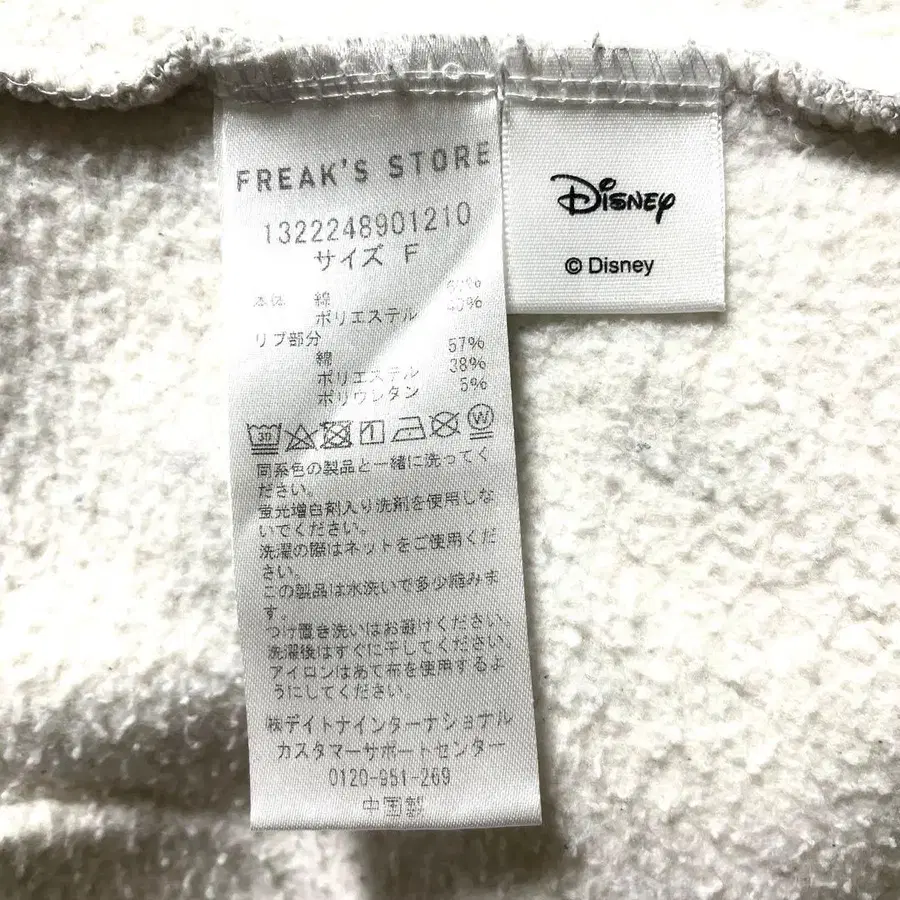 FREAK'S STORE
1322248901210
サイズ F
本体 綿
ポリエステル 40%
リブ部分
綿 57%
ポリエステル 38%
ポリウレタン 5%
30
W
同系色の製品と一緒に洗ってく
ださい。
蛍光増白剤入り洗剤を使用しな
いでください。
洗濯の際はネットをご使用くだ
さい。
この製品は水洗いで多少縮みま
す。
つけ置き洗いはお避けください。
洗濯後はすぐに干してください。
アイロンはあて布を使用するよ
うにしてください。
㈱デイトナインターナショナル
カスタマーサポートセンター
0120-951-269
中国製
Disney
© Disney